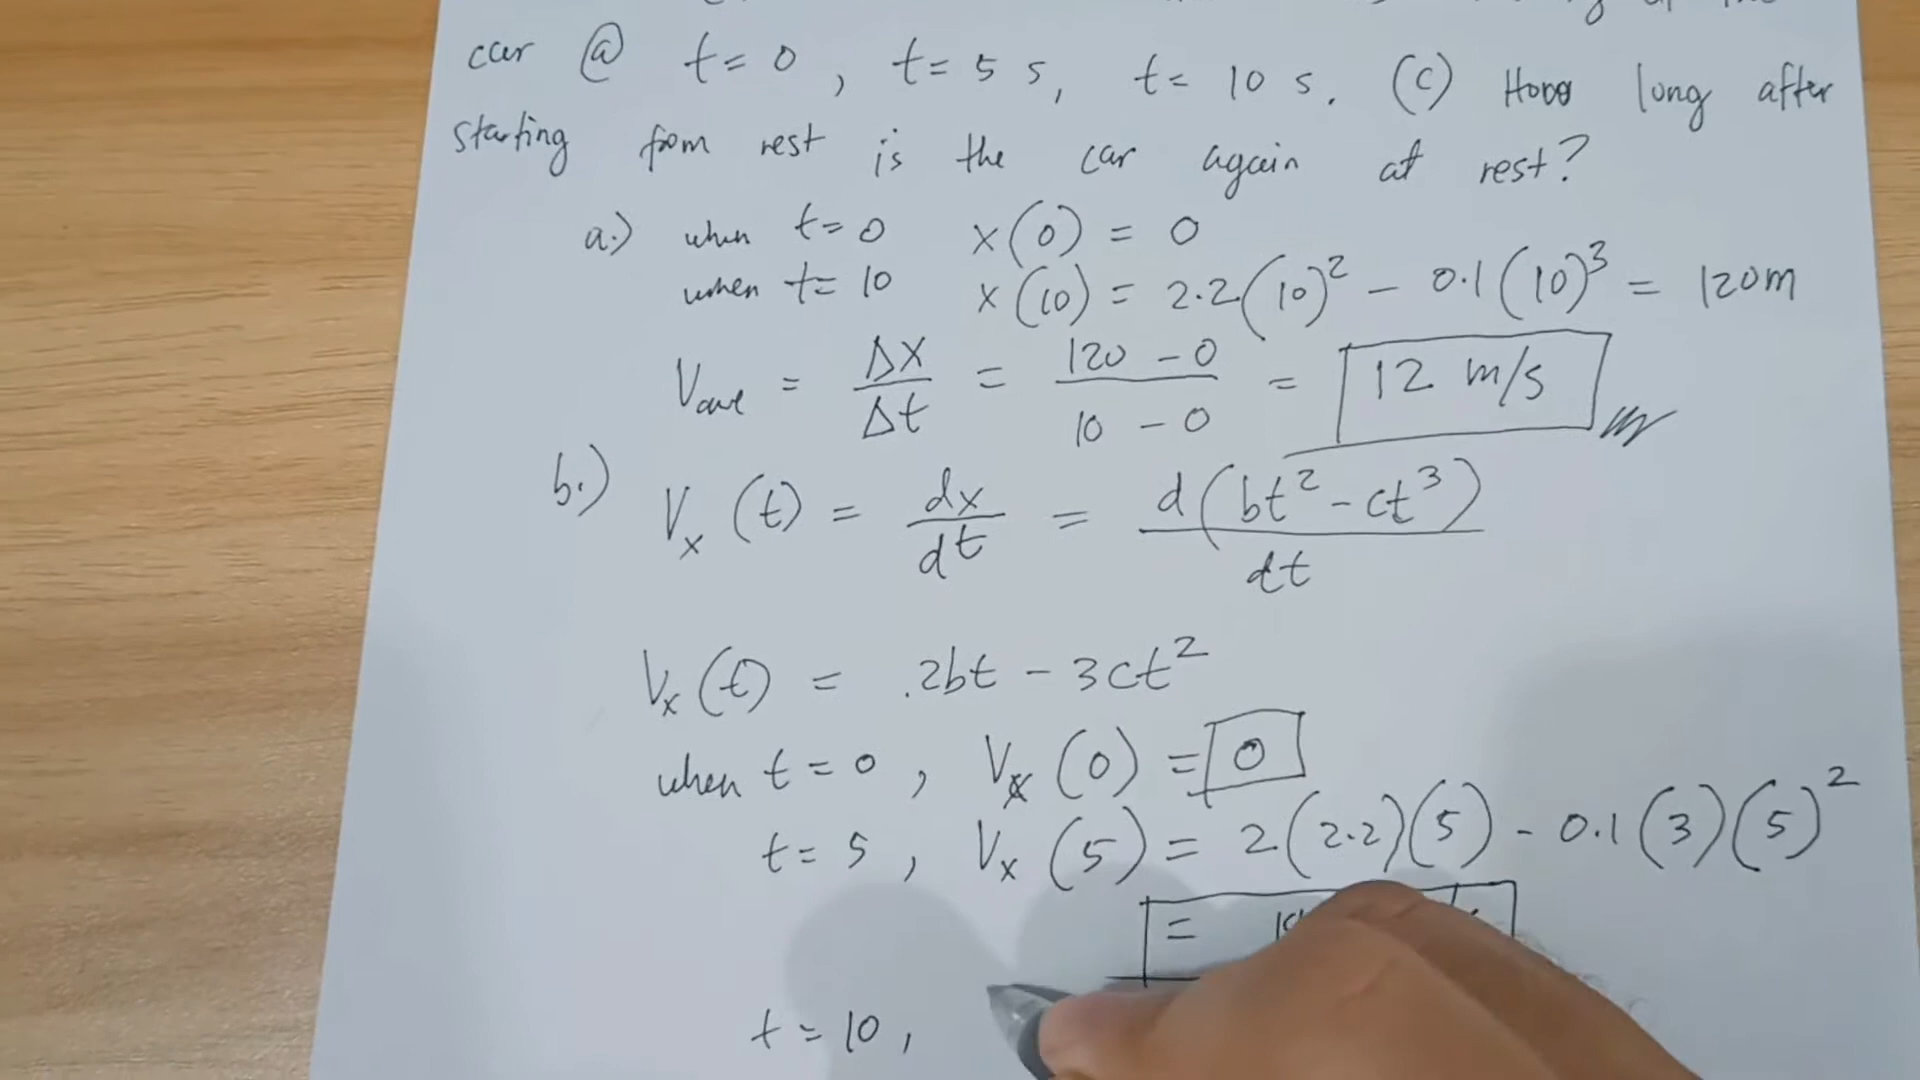 car @ t = 0 , t = 5 s, t = 10 s. (C) How long after
starting from rest is the car again at rest?
a.) when t = 0 x(0) = 0
when t = 10 x(10) = 2.2(10)² - 0.1(10)³ = 120m
Vave = Δx/Δt = (120 - 0)/(10 - 0) = 12 m/s
b.) Vx(t) = dx/dt = d(bt² - ct³)/dt
Vx(t) = .2bt - 3ct²
when t = 0 , Vx(0) = 0
t = 5 , Vx(5) = 2(2.2)(5) - 0.1(3)(5)²
=
t = 10 ,